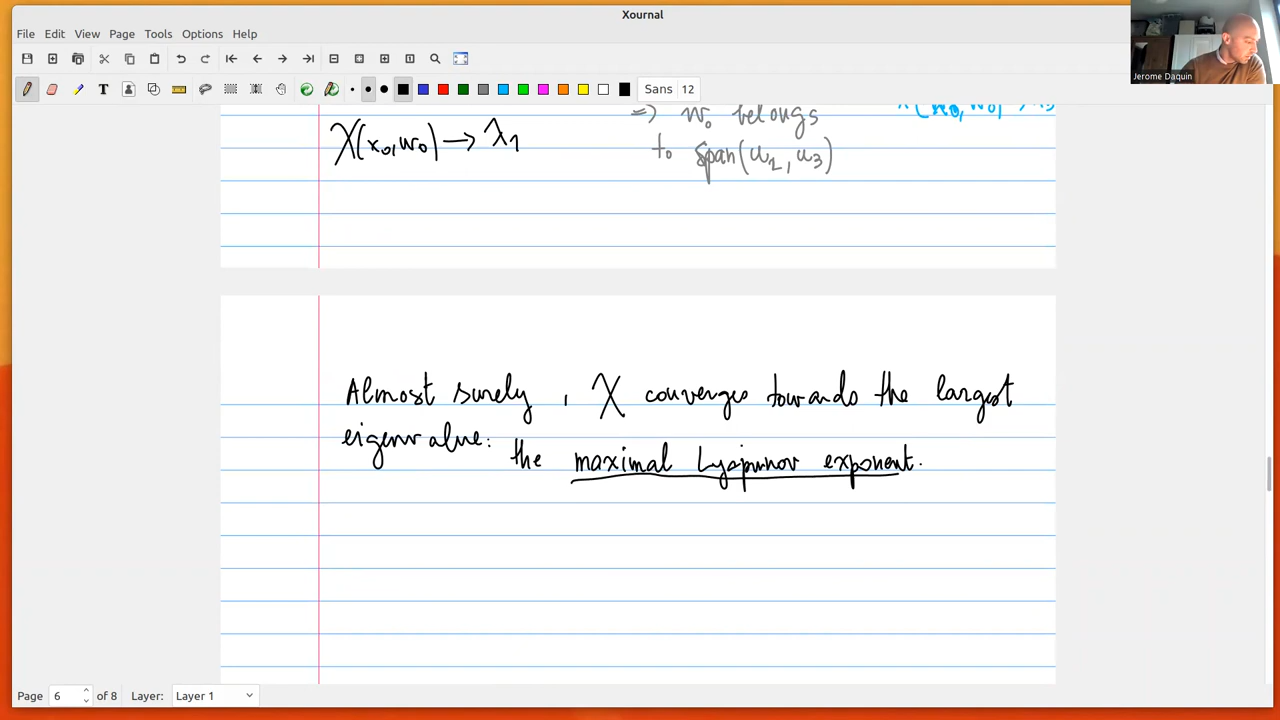 Xournal
File Edit View Page Tools Options Help
Sans 12
Jerome Daquin
=) w₀ belongs
χ(x₀,w₀) → λ1
to span(u2, u3)
Almost surely, χ converges towards the largest
eigenvalue: the maximal Lyapunov exponent.
Page 6 of 8 Layer: Layer 1